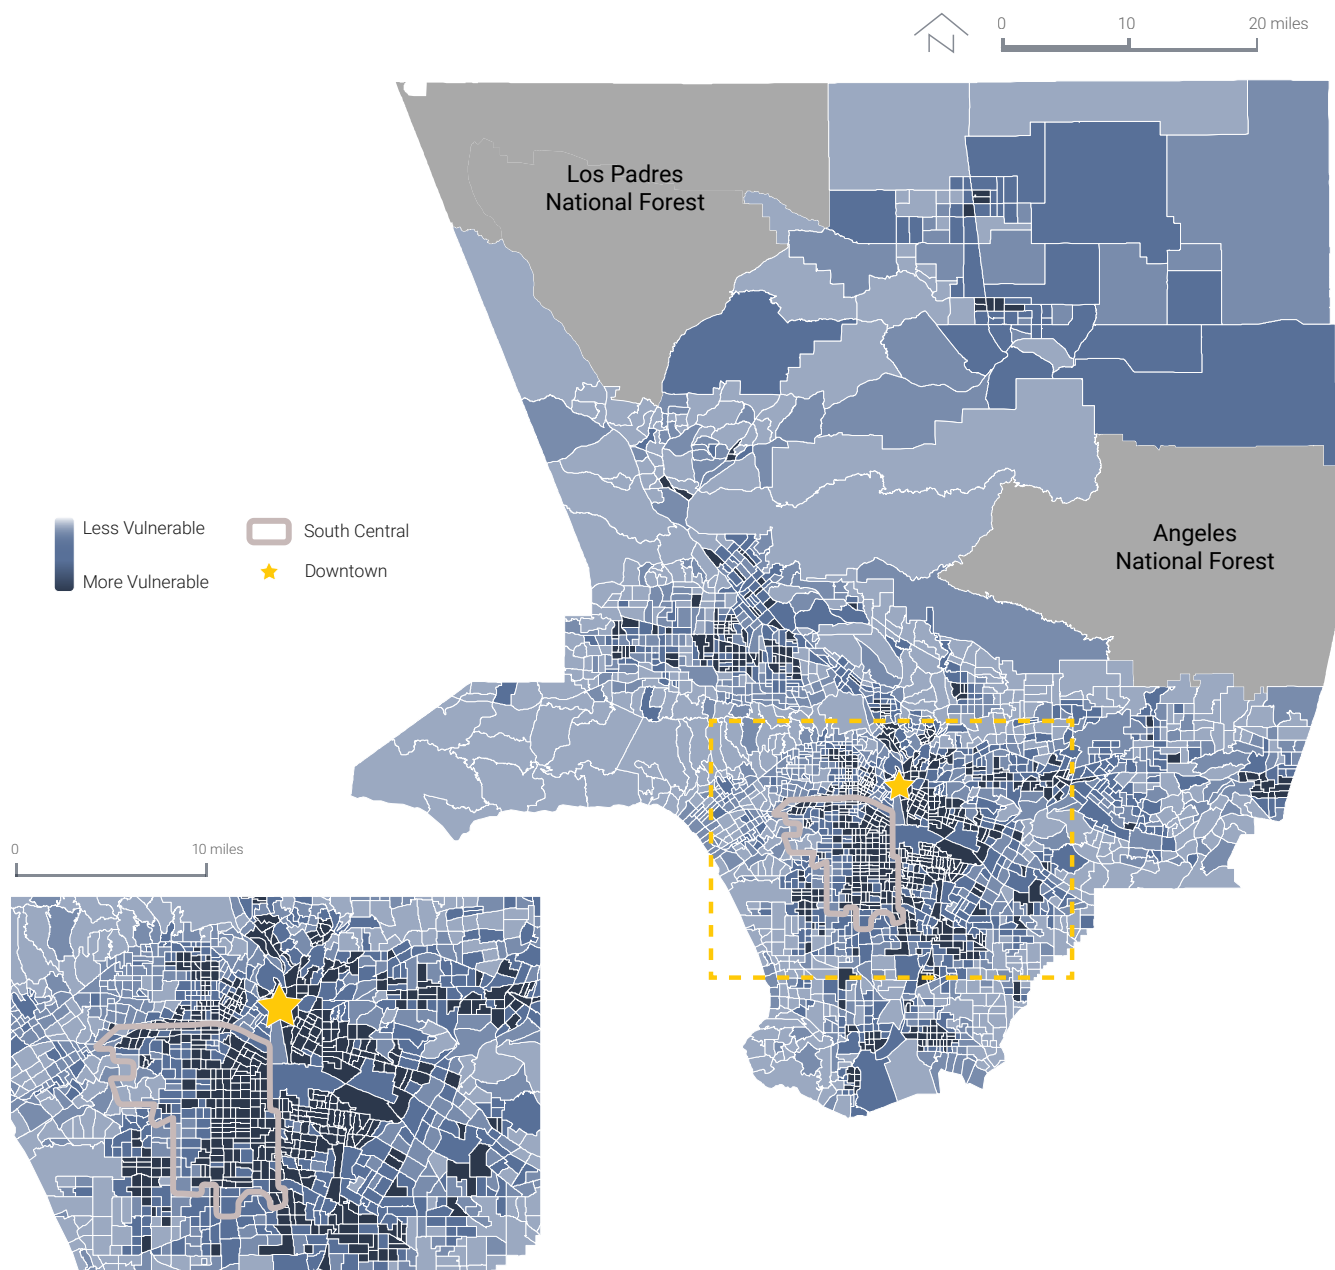 N
0 10 20 miles
Los Padres
National Forest
Less Vulnerable
South Central
Angeles
National Forest
More Vulnerable
Downtown
0 10 miles